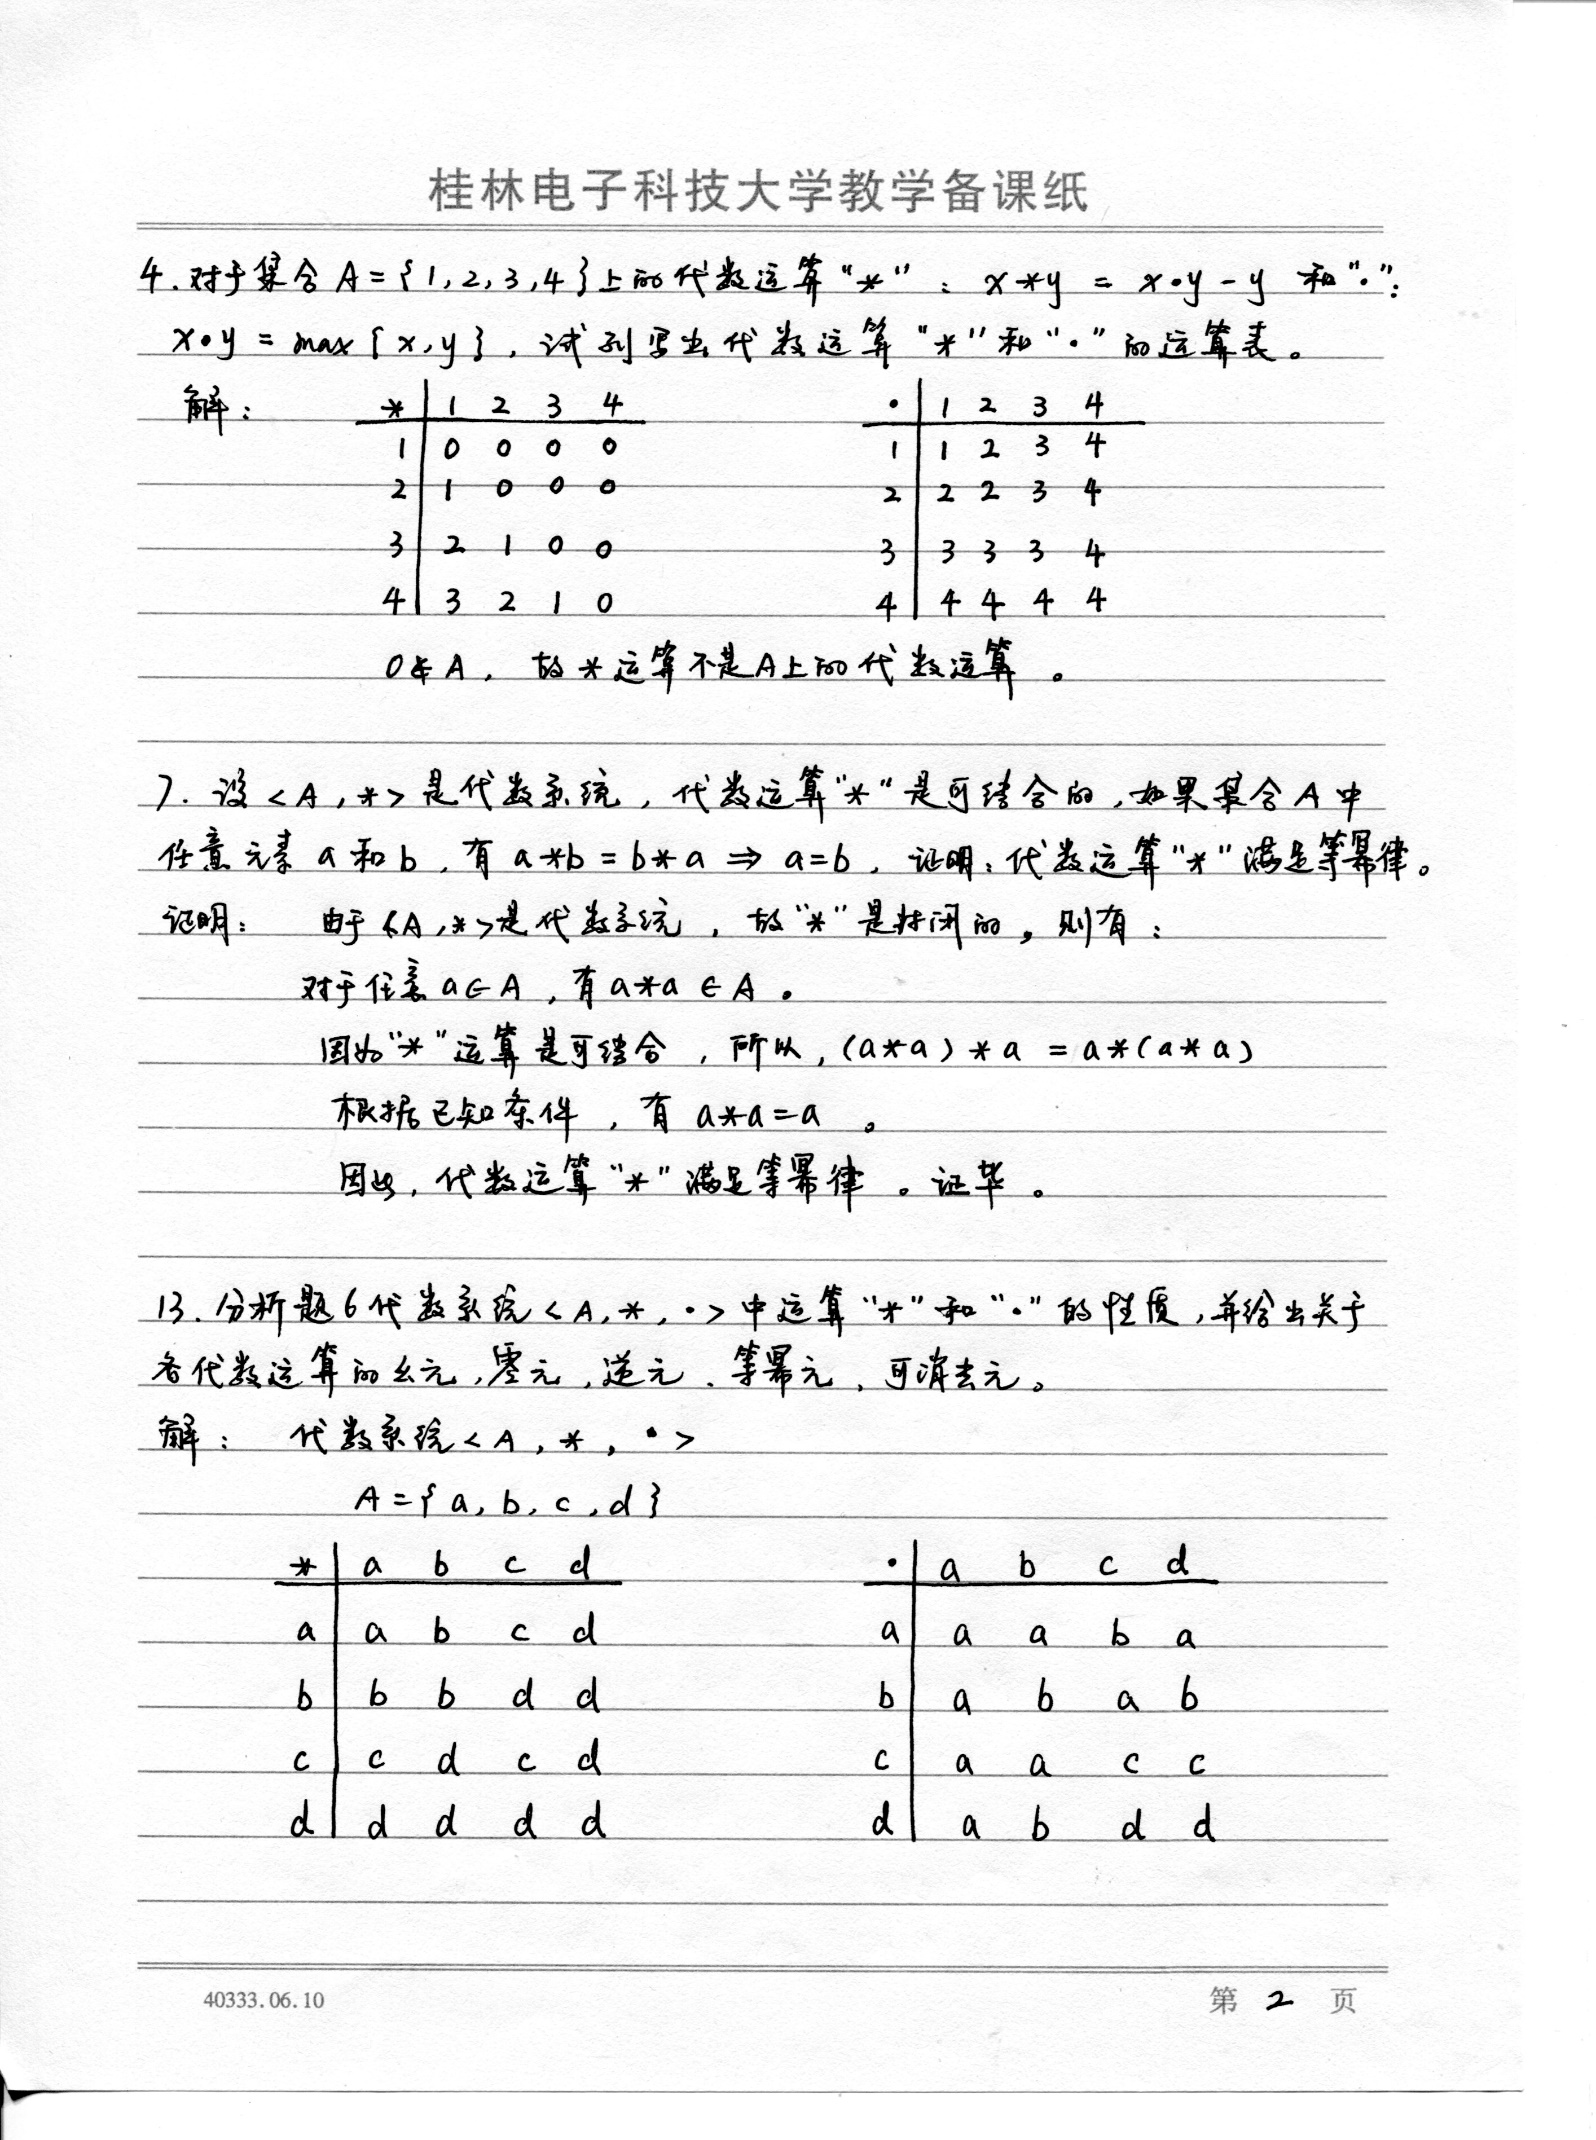 桂林电子科技大学教学备课纸
4.对于集合A={1,2,3,4}上的代数运算“*”：x*y = x•y-y 和“•”：
x•y = max{x,y}，试列写出代数运算“*”和“•”的运算表。
解：
* 1 2 3 4
1 0 0 0 0
2 1 0 0 0
3 2 1 0 0
4 3 2 1 0
• 1 2 3 4
1 1 2 3 4
2 2 2 3 4
3 3 3 3 4
4 4 4 4 4
0∉A，故*运算不是A上的代数运算。
7. 设<A,*>是代数系统，代数运算“*”是可结合的，如果集合A中
任意元素a和b，有a*b=b*a⇒a=b，证明：代数运算“*”满足等幂律。
证明： 由于<A,*>是代数系统，故“*”是封闭的，则有：
对于任意a∈A，有a*a∈A。
因为“*”运算是可结合，所以，(a*a)*a=a*(a*a)
根据已知条件，有a*a=a。
因此，代数运算“*”满足等幂律。证毕。
13.分析题6代数系统<A,*,•>中运算“*”和“•”的性质，并给出关于
各代数运算的幺元,零元,逆元、等幂元、可消去元。
解： 代数系统<A,*,•>
A={a,b,c,d}
* a b c d
a a b c d
b b b d d
c c d c d
d d d d d
• a b c d
a a a b a
b a b a b
c a a c c
d a b d d
40333.06.10
第 2 页